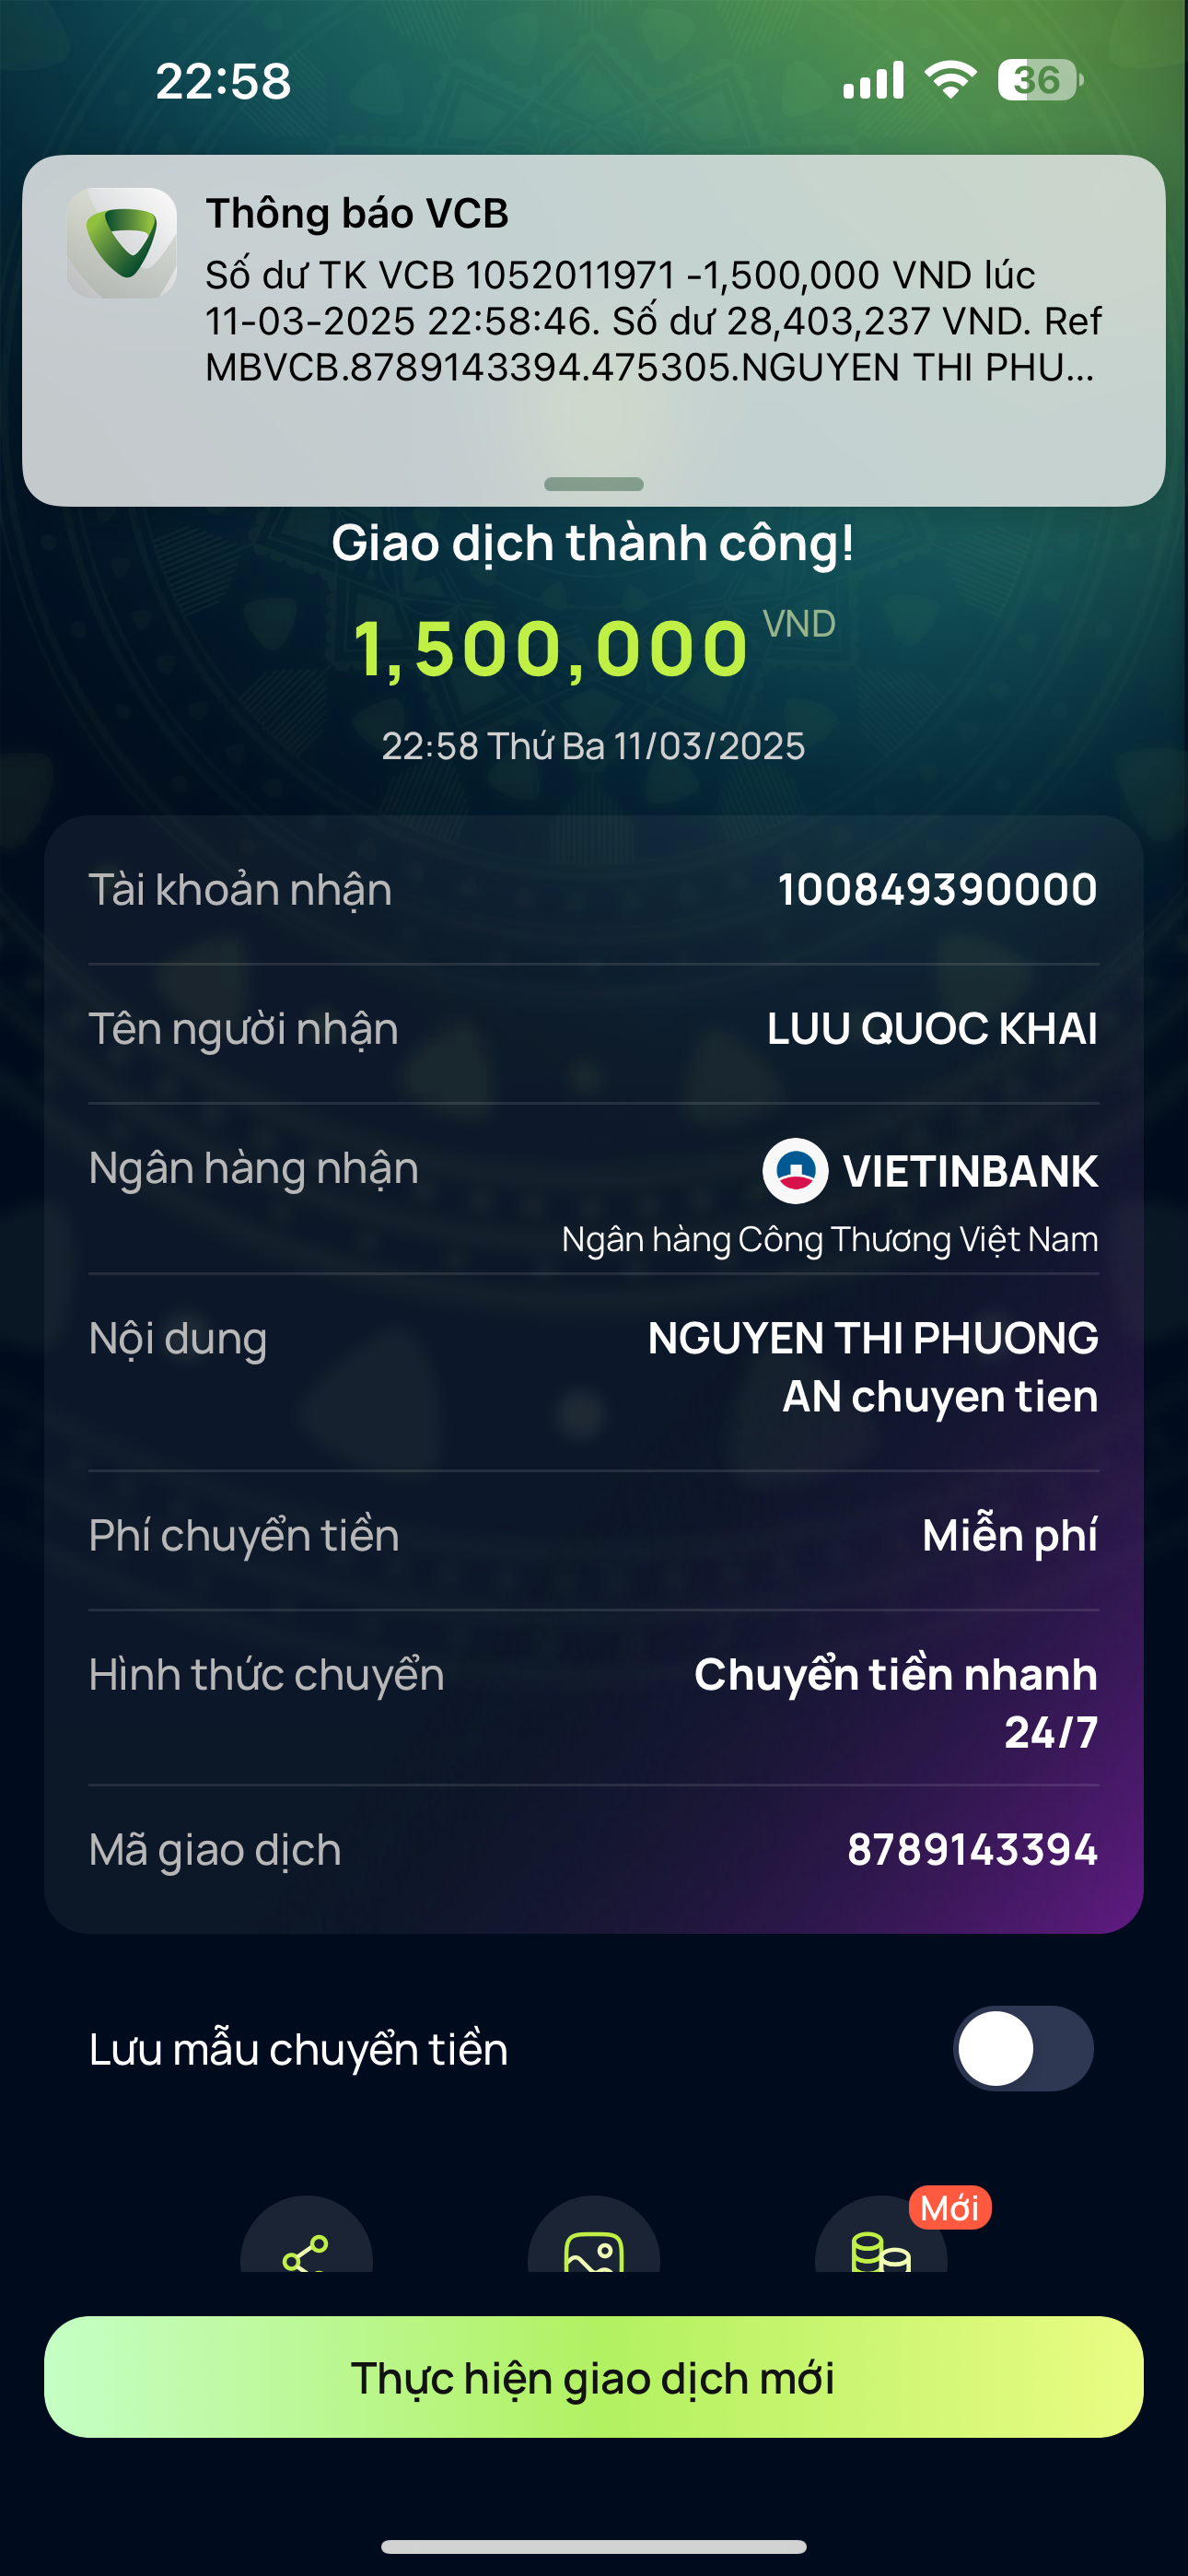 22:58
36
Thông báo VCB
Số dư TK VCB 1052011971 -1,500,000 VND lúc
11-03-2025 22:58:46. Số dư 28,403,237 VND. Ref
MBVCB.8789143394.475305.NGUYEN THI PHU...
Giao dịch thành công!
1,500,000 VND
22:58 Thứ Ba 11/03/2025
Tài khoản nhận 100849390000
Tên người nhận LUU QUOC KHAI
Ngân hàng nhận VIETINBANK
Ngân hàng Công Thương Việt Nam
Nội dung NGUYEN THI PHUONG
AN chuyen tien
Phí chuyển tiền Miễn phí
Hình thức chuyển Chuyển tiền nhanh
24/7
Mã giao dịch 8789143394
Lưu mẫu chuyển tiền
Mới
Thực hiện giao dịch mới